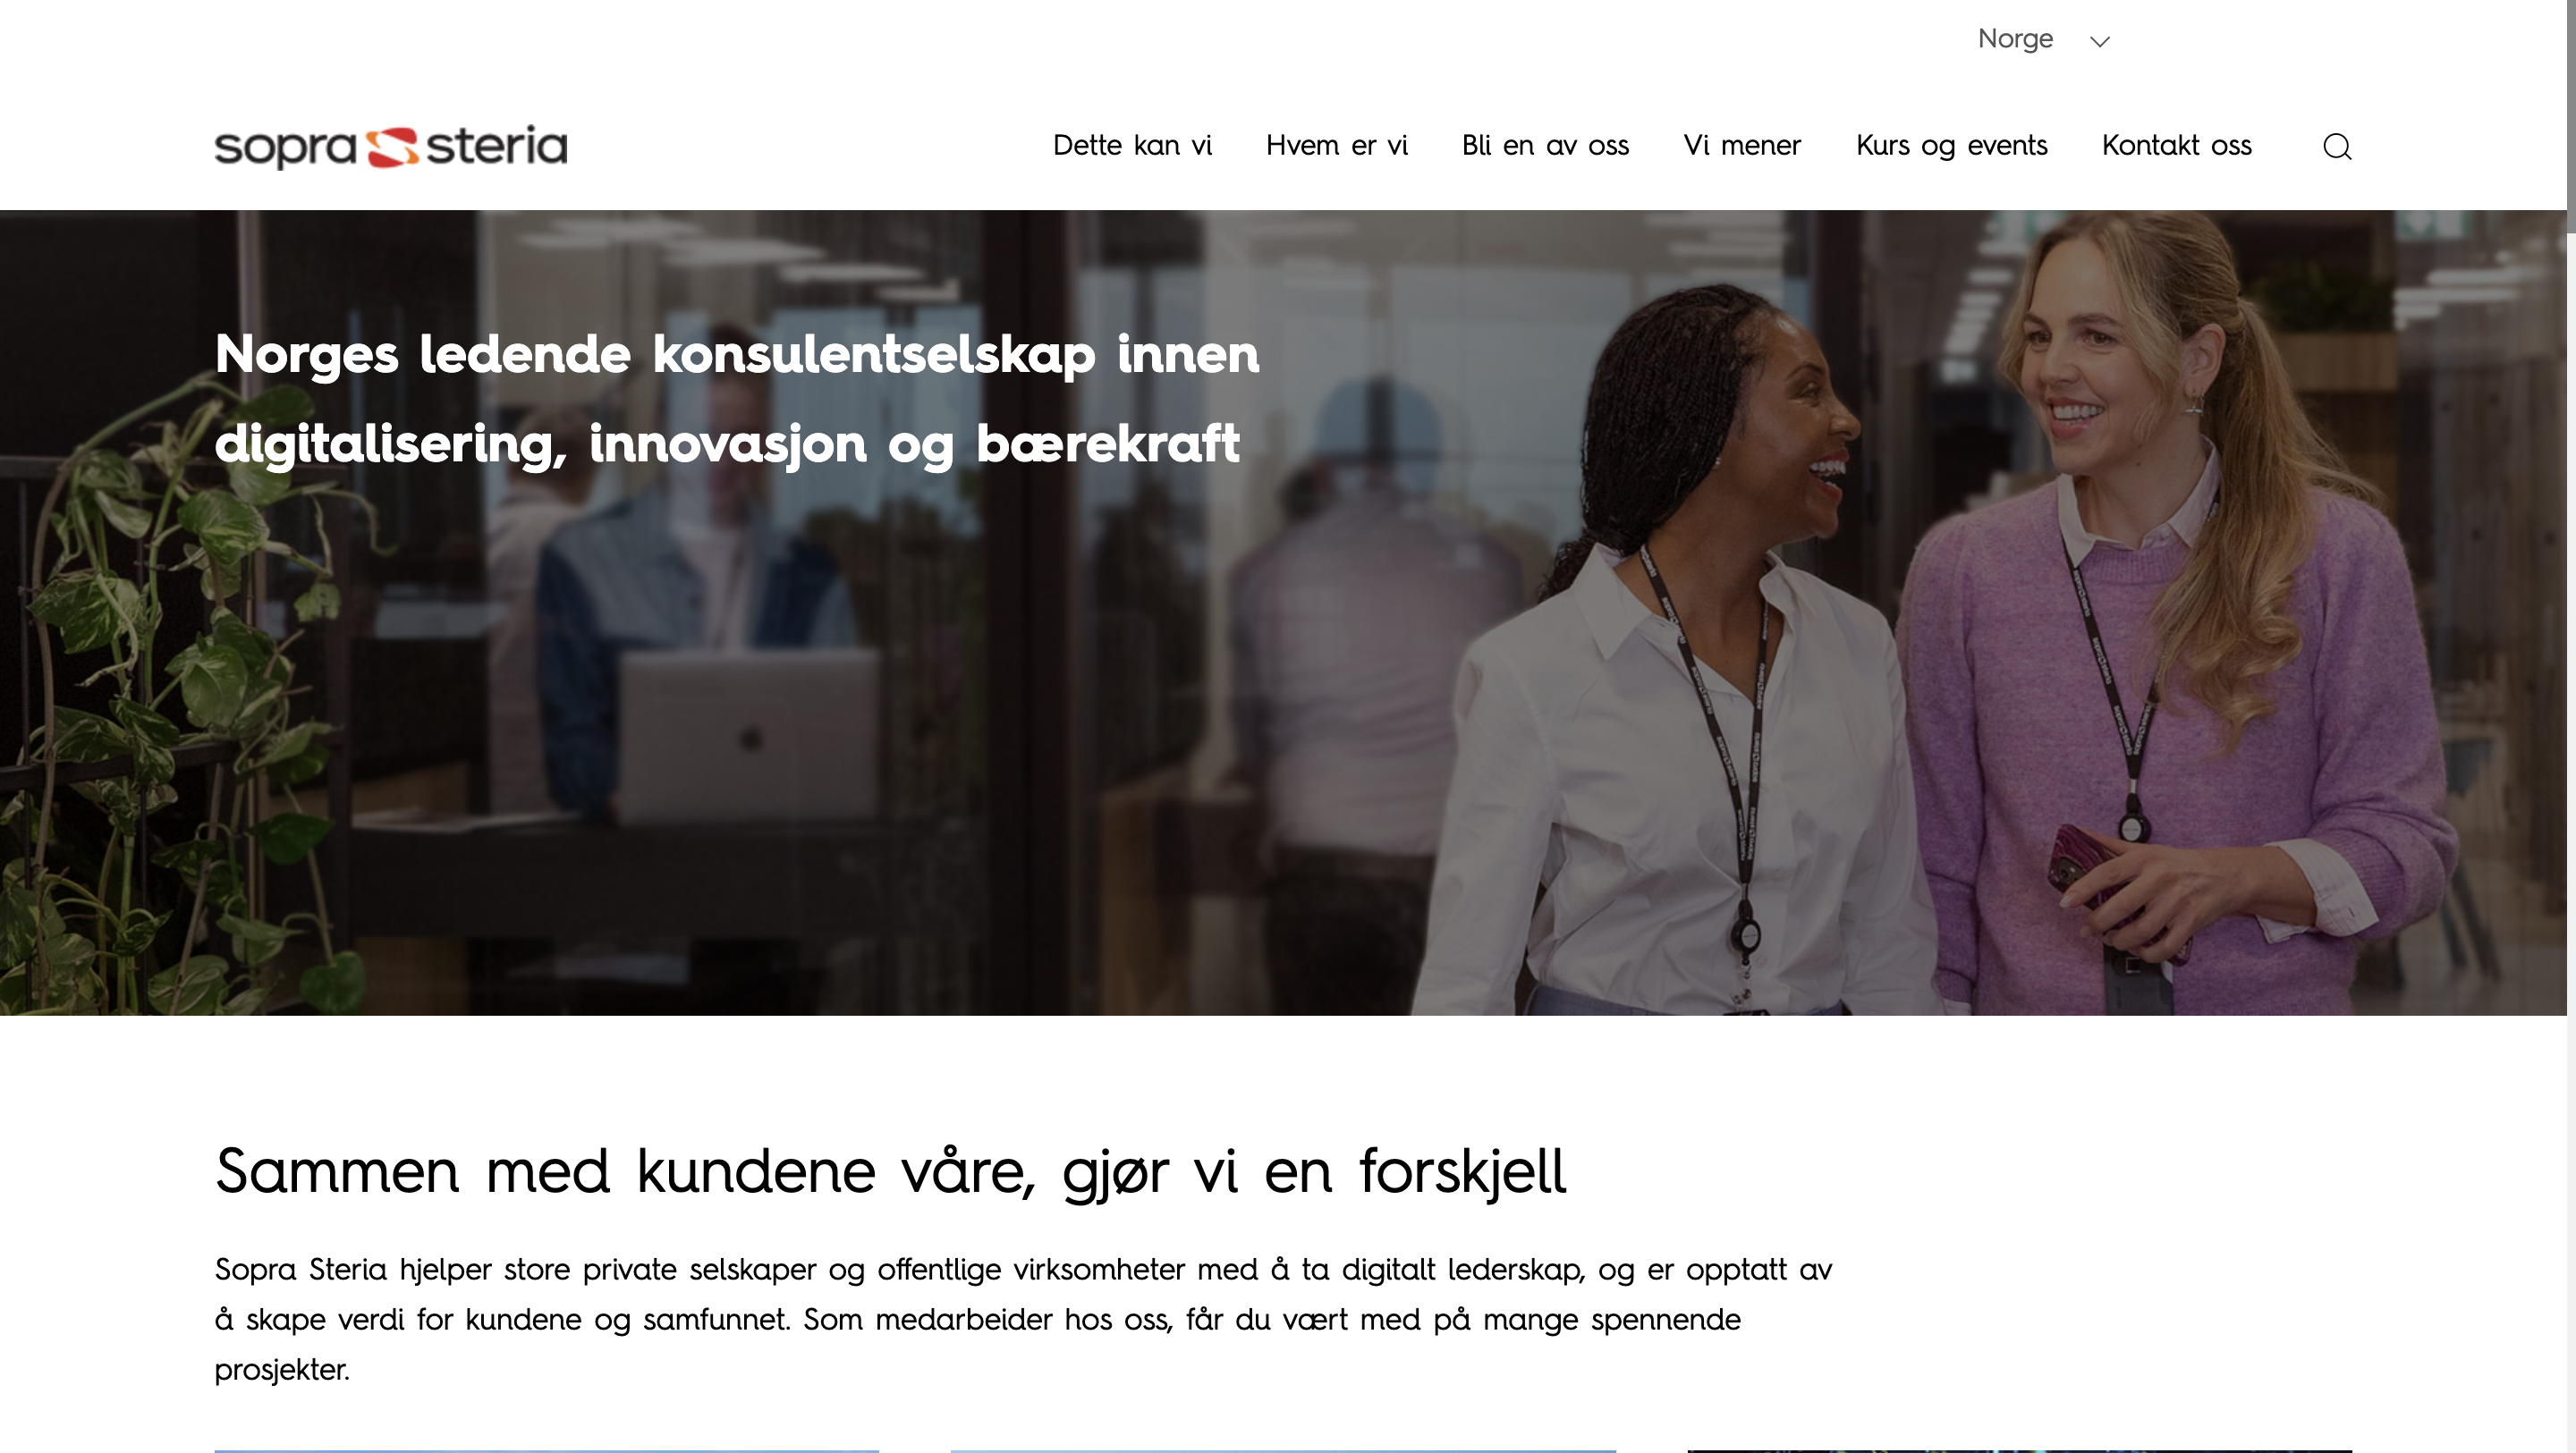 Norge
sopra steria
Dette kan vi
Hvem er vi
Bli en av oss
Vi mener
Kurs og events
Kontakt oss
Norges ledende konsulentselskap innen
digitalisering, innovasjon og bærekraft
Sammen med kundene våre, gjør vi en forskjell
Sopra Steria hjelper store private selskaper og offentlige virksomheter med å ta digitalt lederskap, og er opptatt av
å skape verdi for kundene og samfunnet. Som medarbeider hos oss, får du vært med på mange spennende
prosjekter.